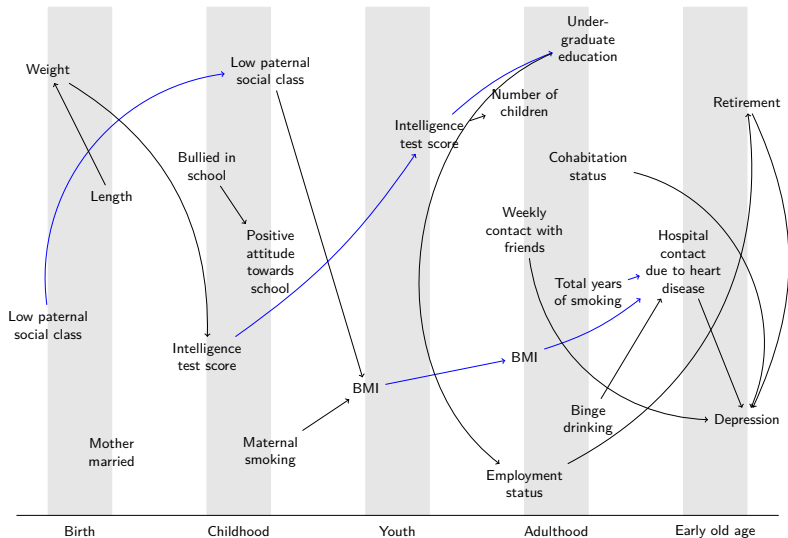 Under-
graduate
education
Weight
Low paternal
social class
Number of
children
Retirement
Intelligence
test score
Bullied in
school
Cohabitation
status
Length
Weekly
contact with
friends
Positive
attitude
towards
school
Hospital
contact
due to heart
disease
Total years
of smoking
Low paternal
social class
Intelligence
test score
BMI
BMI
Binge
drinking
Depression
Mother
married
Maternal
smoking
Employment
status
Birth
Childhood
Youth
Adulthood
Early old age